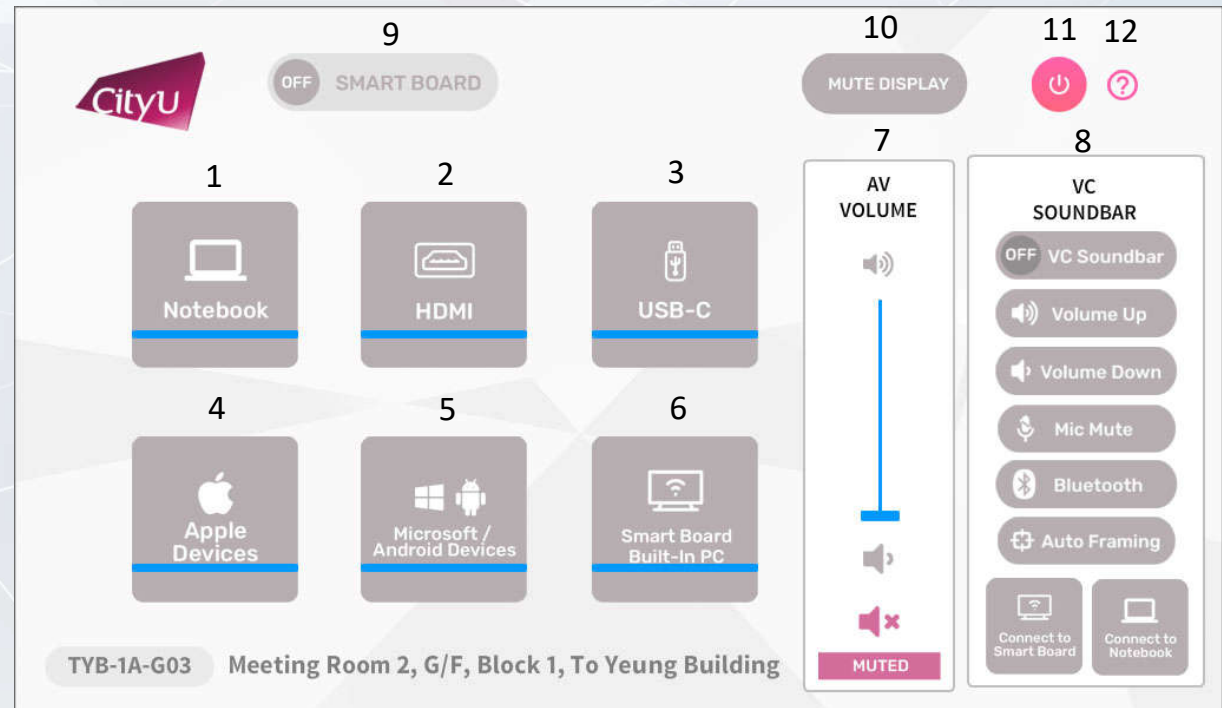 9
10
11 12
CityU
OFF SMART BOARD
MUTE DISPLAY
?
7
8
1
2
3
Notebook
HDMI
USB-C
4
5
6
Apple
Devices
Microsoft /
Android Devices
Smart Board
Built-In PC
AV
VOLUME
MUTED
VC
SOUNDBAR
OFF VC Soundbar
Volume Up
Volume Down
Mic Mute
Bluetooth
Auto Framing
Connect to
Smart Board
Connect to
Notebook
TYB-1A-G03 Meeting Room 2, G/F, Block 1, To Yeung Building